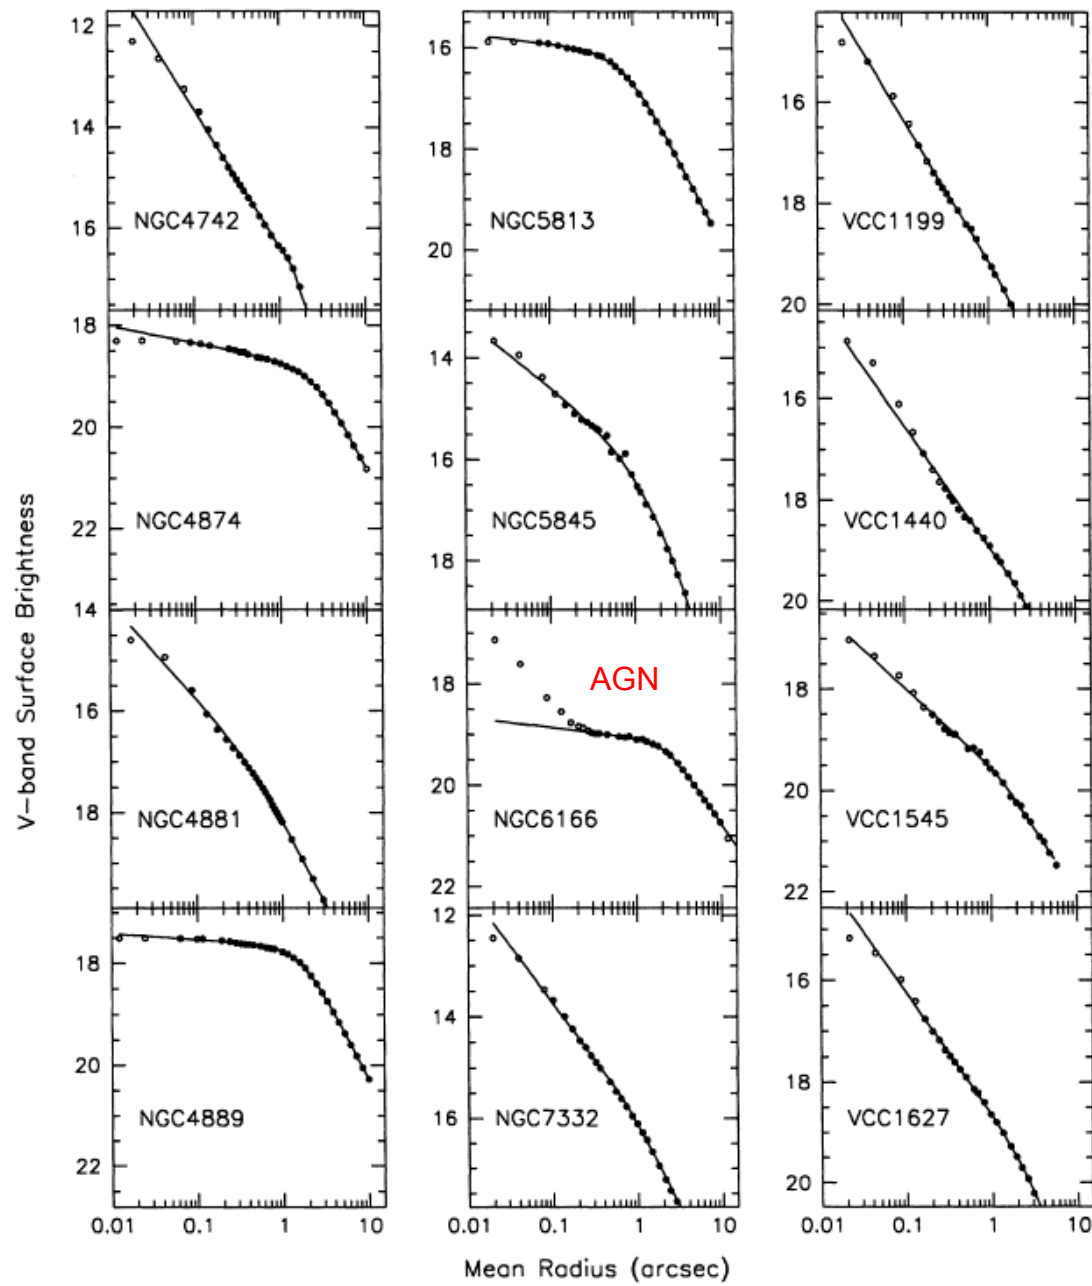 V-band Surface Brightness
12
14
16
NGC4742
16
18
20
NGC5813
16
18
20
VCC1199
18
20
22
NGC4874
14
16
18
NGC5845
16
18
20
VCC1440
14
16
18
NGC4881
18
20
22
AGN
NGC6166
18
20
22
VCC1545
18
20
22
NGC4889
12
14
16
NGC7332
16
18
20
VCC1627
0.01 0.1 1 10
0.01 0.1 1 10
0.01 0.1 1 10
Mean Radius (arcsec)